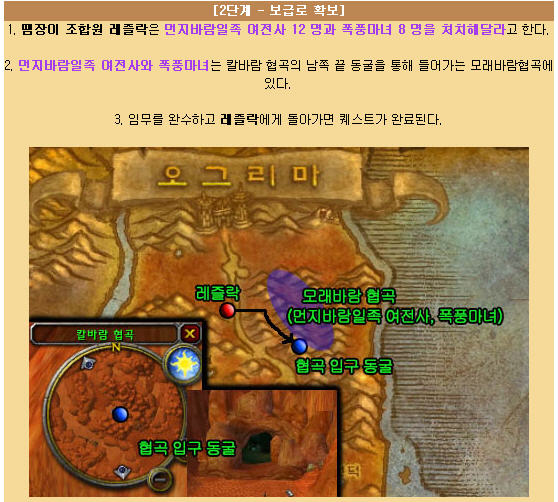 [2단계 - 보급로 확보]
1. 땜장이 조합원 레즐락은 먼지바람일족 여전사 12 명과 폭풍마녀 8 명을 처치해달라고 한다.
2. 먼지바람일족 여전사와 폭풍마녀는 칼바람 협곡의 남쪽 끝 동굴을 통해 들어가는 모래바람협곡에
있다.
3. 임무를 완수하고 레즐락에게 돌아가면 퀘스트가 완료된다.
오그리마
레즐락
모래바람 협곡
(먼지바람일족 여전사, 폭풍마녀)
협곡 입구 동굴
칼바람 협곡
N
협곡 입구 동굴
덕